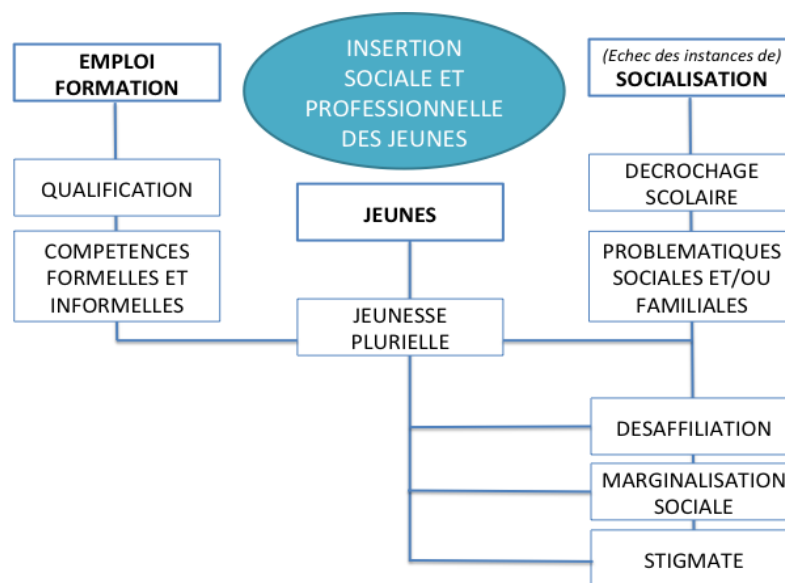 EMPLOI
FORMATION
QUALIFICATION
COMPETENCES
FORMELLES ET
INFORMELLES
INSERTION
SOCIALE ET
PROFESSIONNELLE
DES JEUNES
JEUNES
JEUNESSE
PLURIELLE
(Echec des instances de)
SOCIALISATION
DECROCHAGE
SCOLAIRE
PROBLEMATIQUES
SOCIALES ET/OU
FAMILIALES
DESAFFILIATION
MARGINALISATION
SOCIALE
STIGMATE